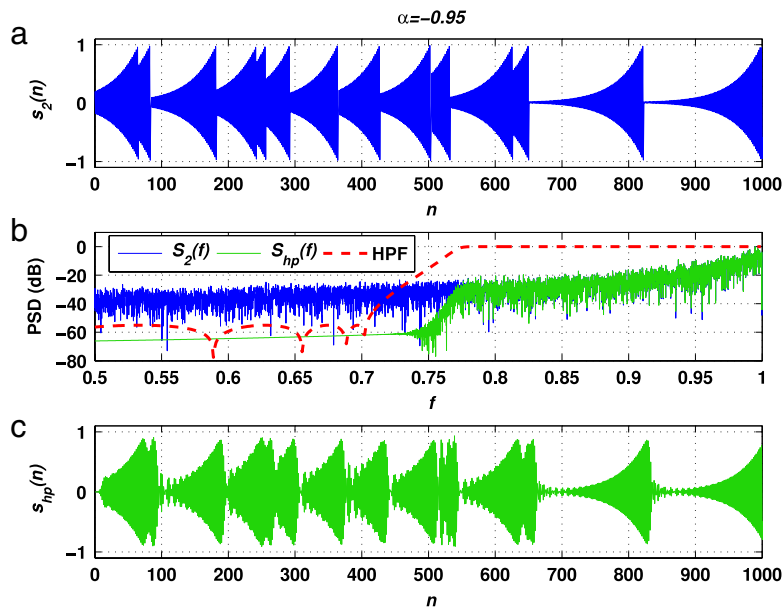 α=−0.95
a
s2(n)
1
0
−1
0 100 200 300 400 500 600 700 800 900 1000
n
b
PSD (dB)
S2(f) Shp(f) HPF
0
−20
−40
−60
−80
0.5 0.55 0.6 0.65 0.7 0.75 0.8 0.85 0.9 0.95 1
f
c
shp(n)
1
0
−1
0 100 200 300 400 500 600 700 800 900 1000
n